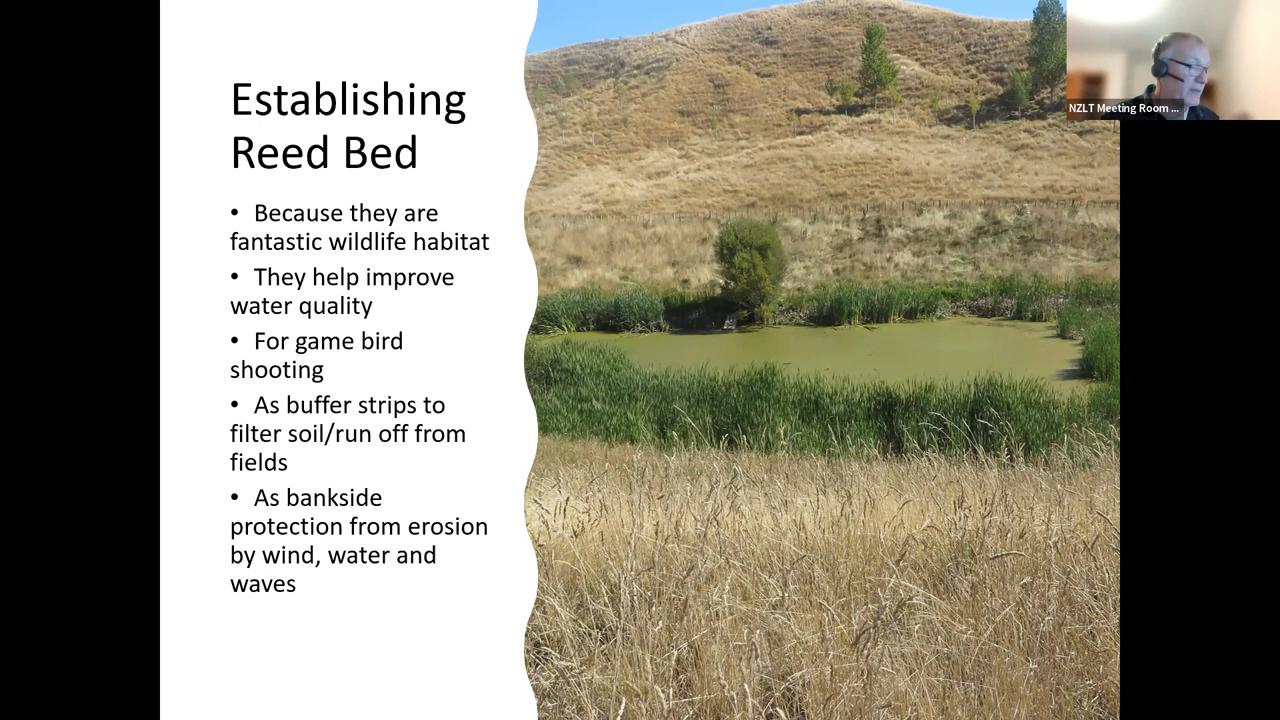 Establishing
Reed Bed
• Because they are
fantastic wildlife habitat
• They help improve
water quality
• For game bird
shooting
• As buffer strips to
filter soil/run off from
fields
• As bankside
protection from erosion
by wind, water and
waves
NZLT Meeting Room ...